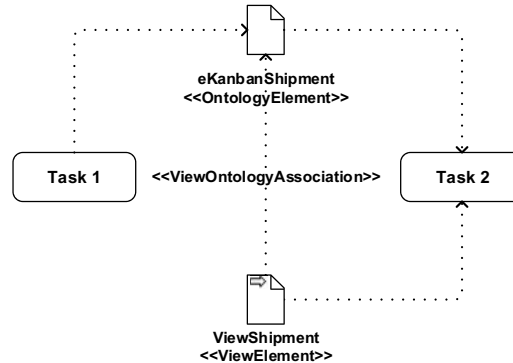 eKanbanShipment
<<OntologyElement>>
Task 1
<<ViewOntologyAssociation>>
Task 2
ViewShipment
<<ViewElement>>